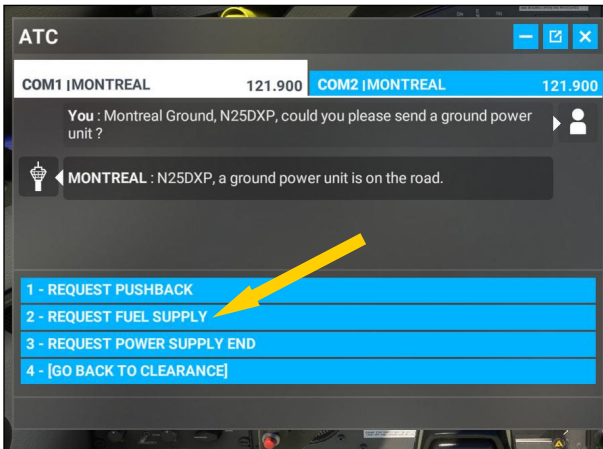 ATC
COM1 | MONTREAL 121.900 COM2 | MONTREAL 121.900
You : Montreal Ground, N25DXP, could you please send a ground power
unit ?
MONTREAL : N25DXP, a ground power unit is on the road.
1 - REQUEST PUSHBACK
2 - REQUEST FUEL SUPPLY
3 - REQUEST POWER SUPPLY END
4 - [GO BACK TO CLEARANCE]